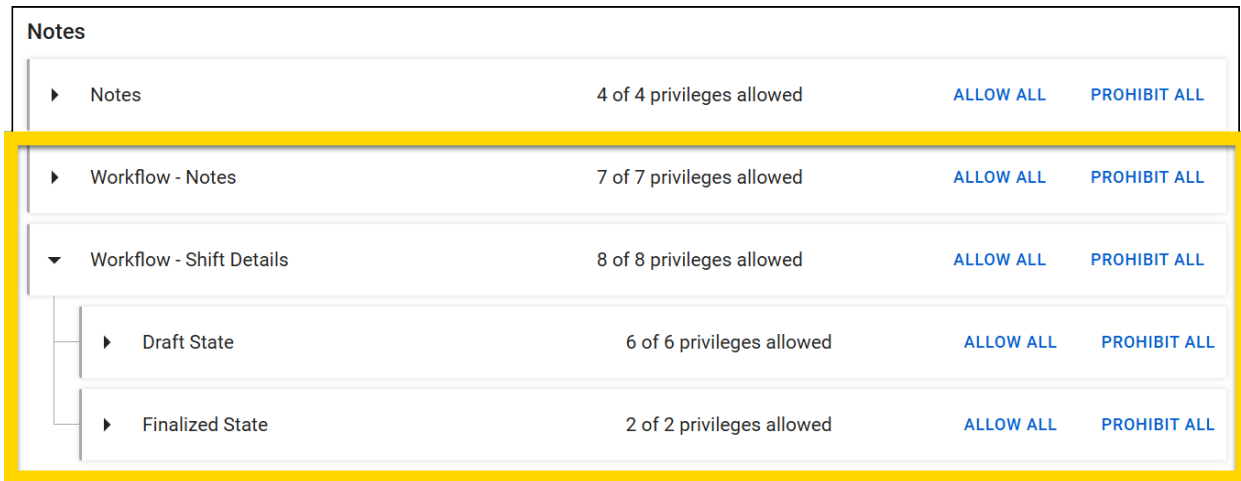 Notes
Notes 4 of 4 privileges allowed ALLOW ALL PROHIBIT ALL
Workflow - Notes 7 of 7 privileges allowed ALLOW ALL PROHIBIT ALL
Workflow - Shift Details 8 of 8 privileges allowed ALLOW ALL PROHIBIT ALL
Draft State 6 of 6 privileges allowed ALLOW ALL PROHIBIT ALL
Finalized State 2 of 2 privileges allowed ALLOW ALL PROHIBIT ALL